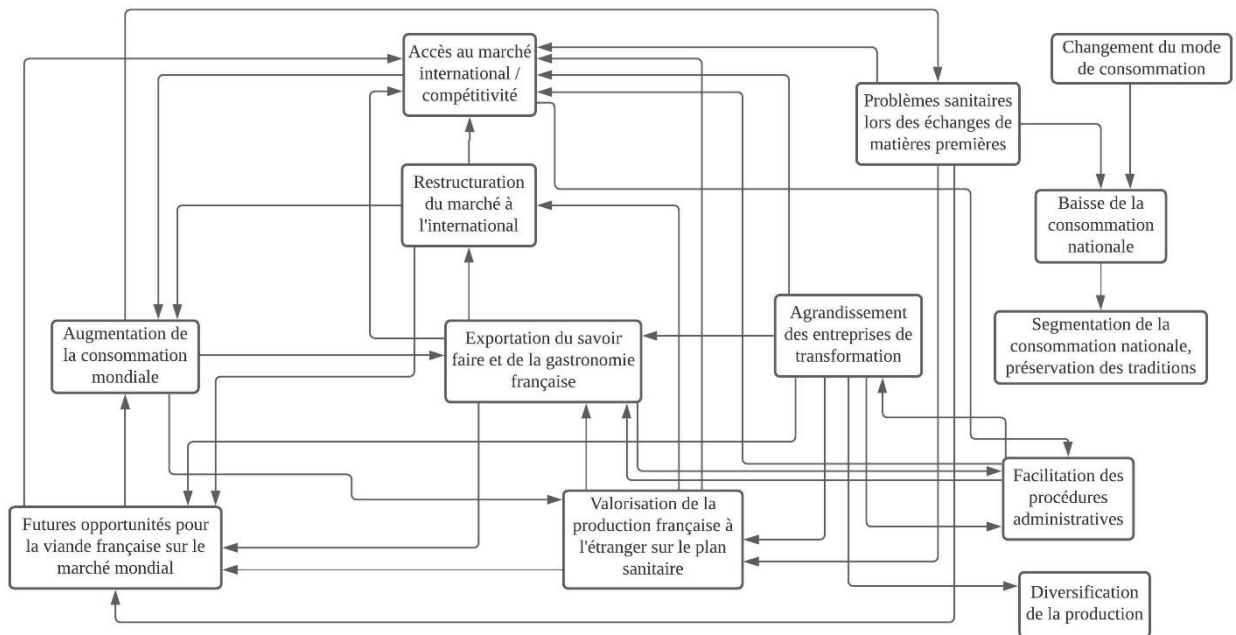 Accès au marché
international /
compétitivité
Changement du mode
de consommation
Problèmes sanitaires
lors des échanges de
matières premières
Restructuration
du marché à
l'international
Baisse de la
consommation
nationale
Augmentation de
la consommation
mondiale
Exportation du savoir
faire et de la gastronomie
française
Agrandissement
des entreprises de
transformation
Segmentation de la
consommation nationale,
préservation des traditions
Futures opportunités pour
la viande française sur le
marché mondial
Valorisation de la
production française à
l'étranger sur le plan
sanitaire
Facilitation des
procédures
administratives
Diversification
de la production